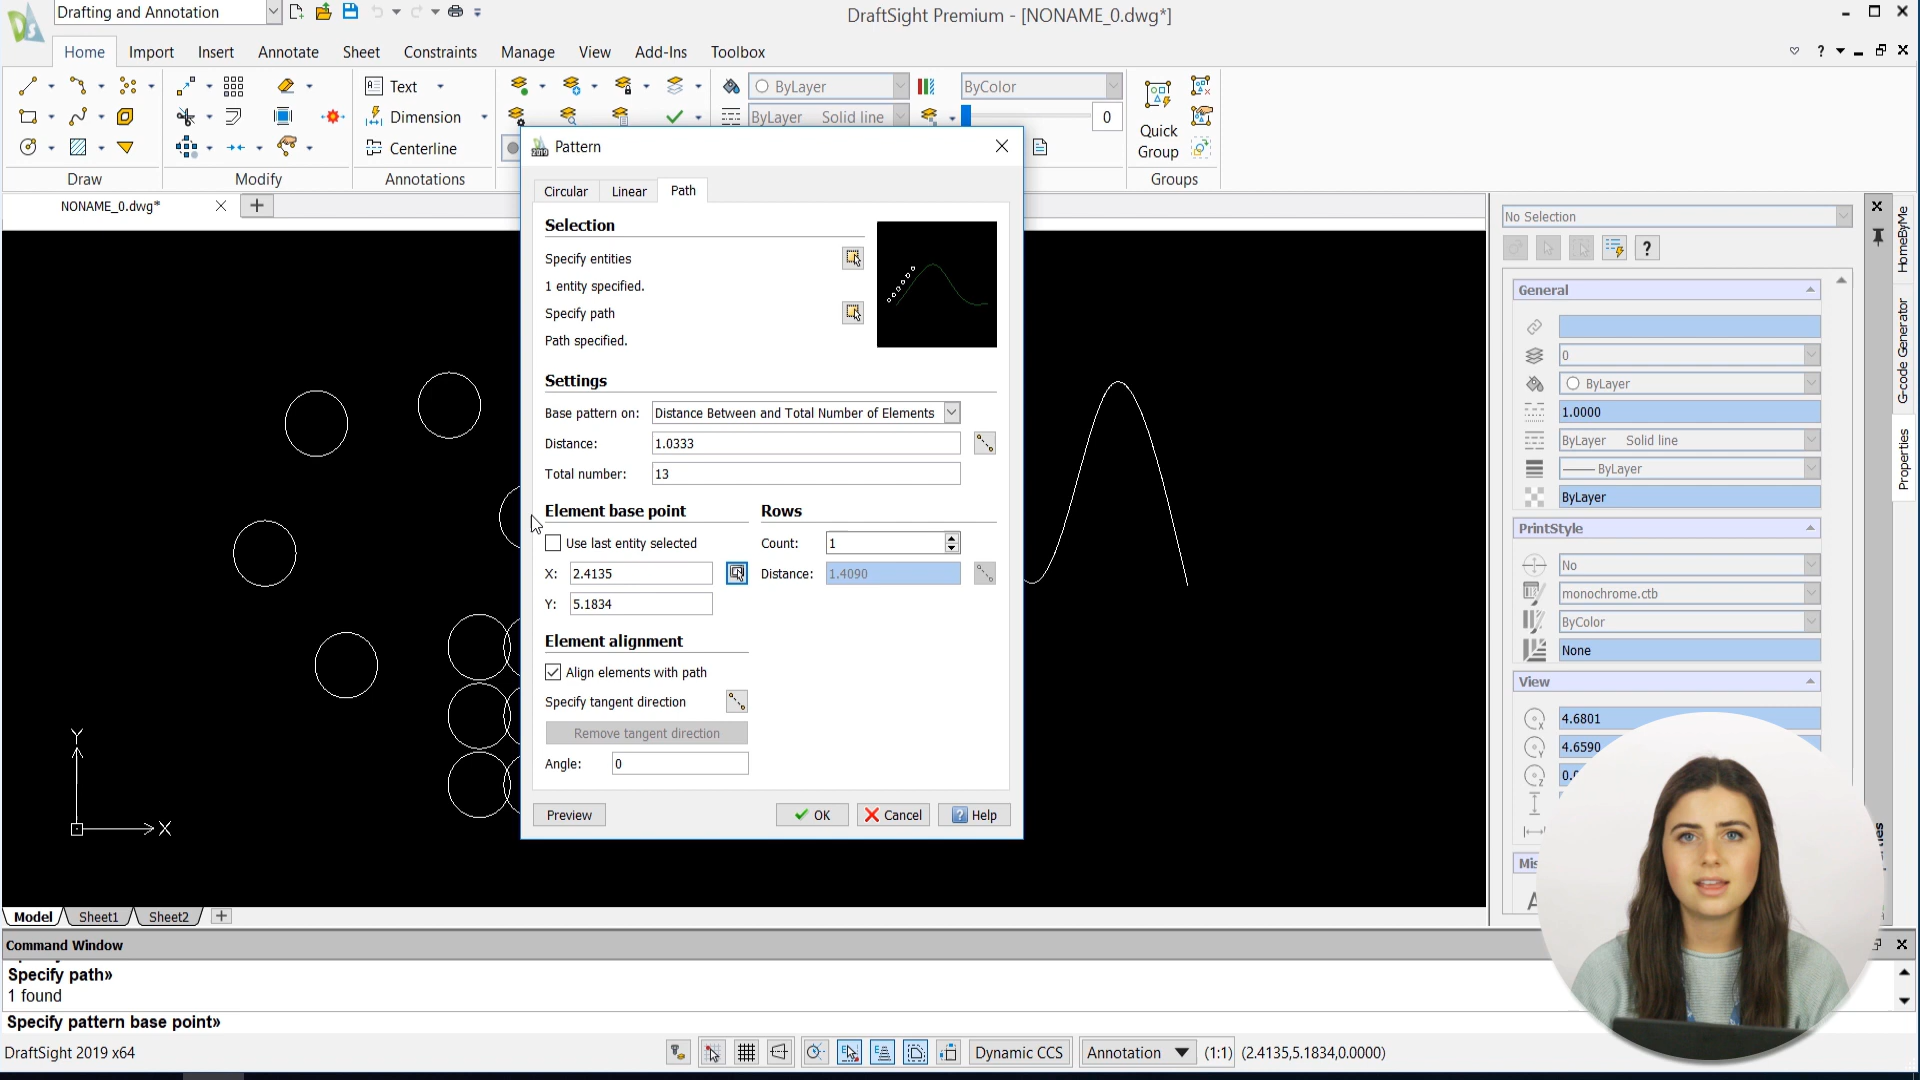 Drafting and Annotation
DraftSight Premium - [NONAME_0.dwg*]
Home
Import
Insert
Annotate
Sheet
Constraints
Manage
View
Add-Ins
Toolbox
Text
Dimension
Centerline
ByLayer
ByLayer Solid line
ByColor
0
Quick
Group
Draw
Modify
Annotations
Groups
NONAME_0.dwg*
Pattern
Circular
Linear
Path
Selection
Specify entities
1 entity specified.
Specify path
Path specified.
Settings
Base pattern on: Distance Between and Total Number of Elements
Distance: 1.0333
Total number: 13
Element base point
Use last entity selected
X: 2.4135
Y: 5.1834
Rows
Count: 1
Distance: 1.4090
Element alignment
Align elements with path
Specify tangent direction
Remove tangent direction
Angle: 0
Preview
OK
Cancel
Help
Y
X
No Selection
General
0
ByLayer
1.0000
ByLayer Solid line
ByLayer
ByLayer
PrintStyle
No
monochrome.ctb
ByColor
None
View
4.6801
4.6590
HomeByMe
G-code Generator
Properties
Model
Sheet1
Sheet2
Command Window
Specify path»
1 found
Specify pattern base point»
DraftSight 2019 x64
Dynamic CCS
Annotation
(1:1)
(2.4135,5.1834,0.0000)